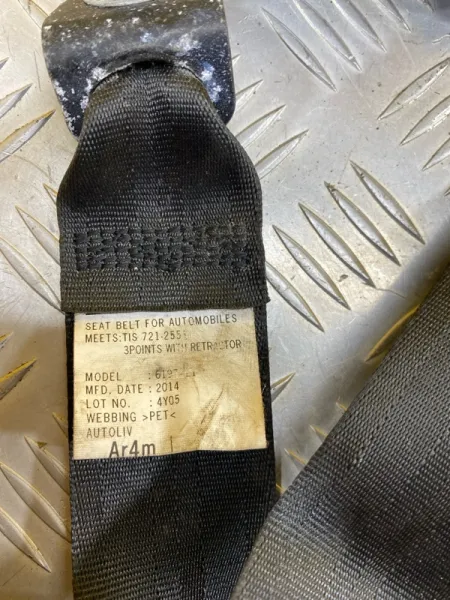 SEAT BELT FOR AUTOMOBILES
MEETS:TIS 721-255
3POINTS WITH RETRACTOR
MODEL :
MFD. DATE : 2014
LOT NO. : 4Y05
WEBBING >PET<
AUTOLIV
Ar4m